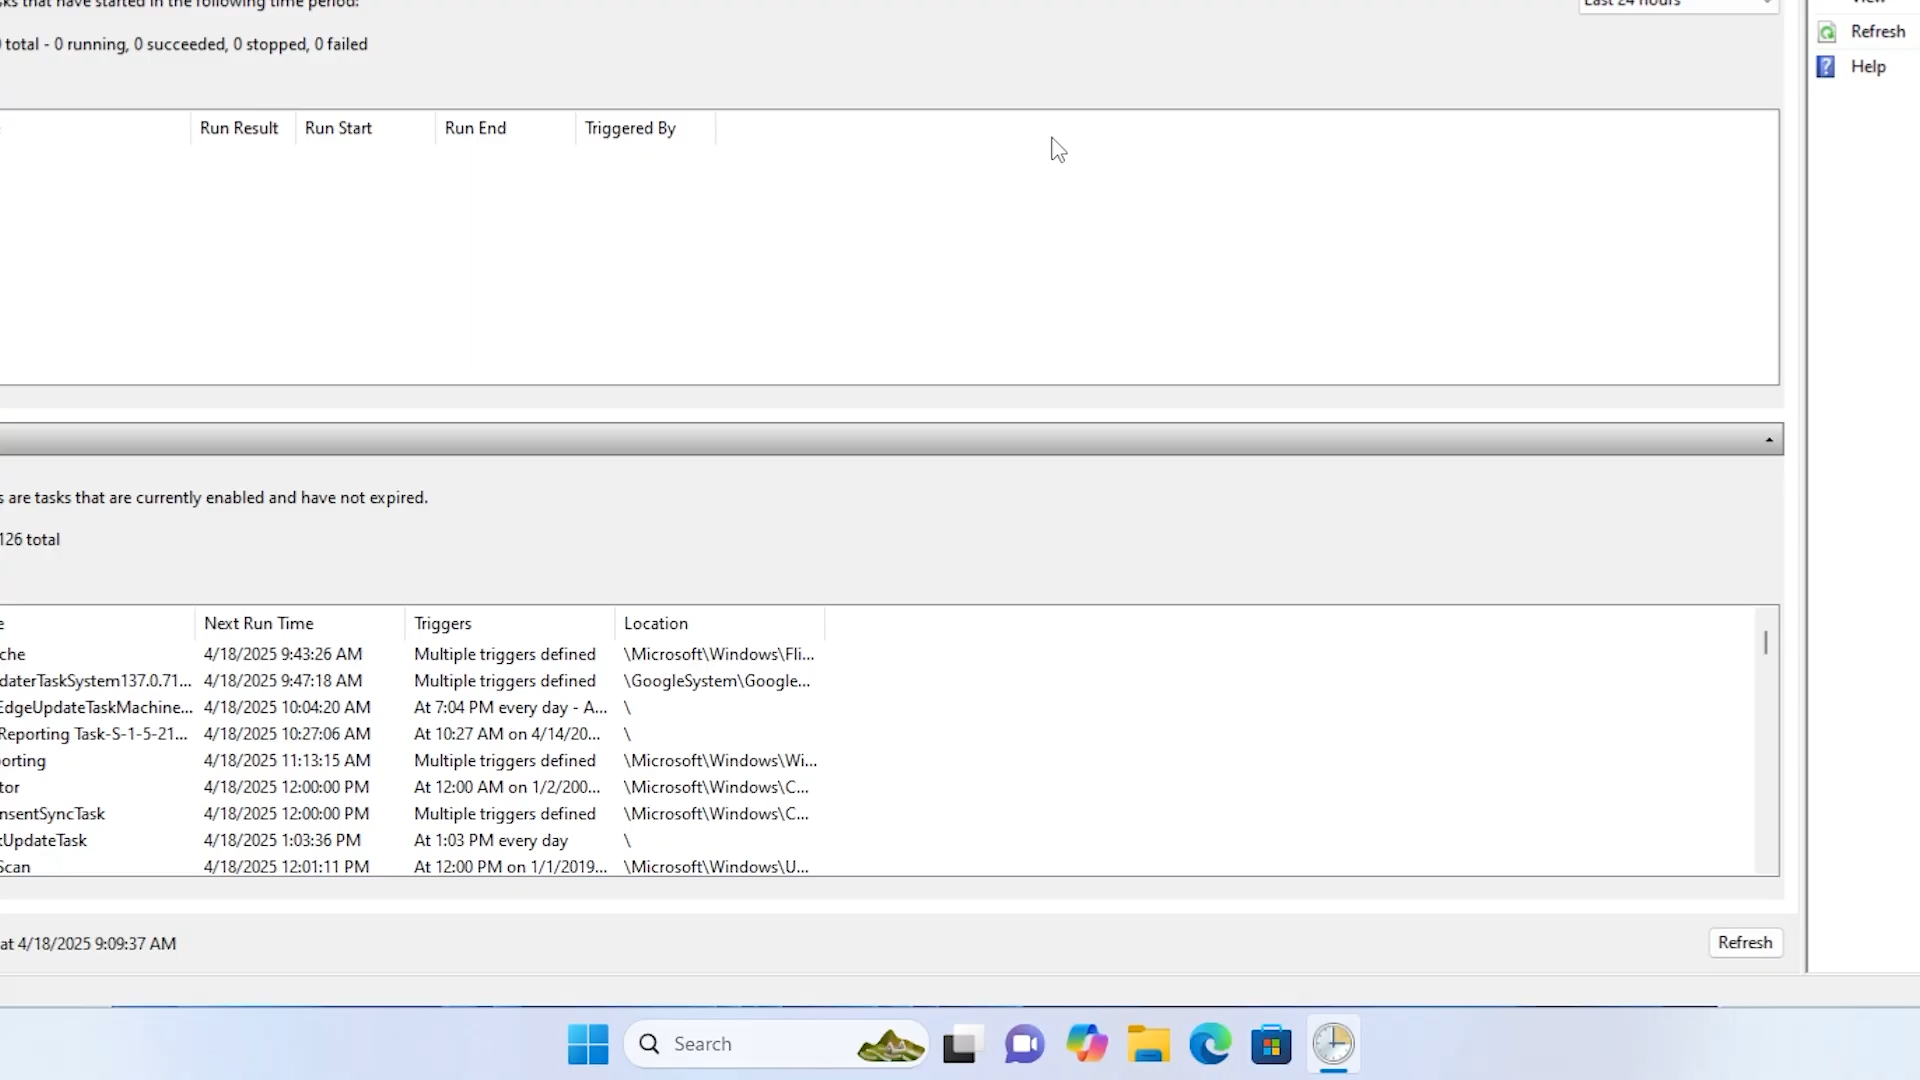 that have started in the following time period:
Last 24 hours
View
Refresh
total - 0 running, 0 succeeded, 0 stopped, 0 failed
Help
Run Result Run Start Run End Triggered By
are tasks that are currently enabled and have not expired.
126 total
Next Run Time Triggers Location
che 4/18/2025 9:43:26 AM Multiple triggers defined \Microsoft\Windows\Fli...
daterTaskSystem137.0.71... 4/18/2025 9:47:18 AM Multiple triggers defined \GoogleSystem\Google...
EdgeUpdateTaskMachine... 4/18/2025 10:04:20 AM At 7:04 PM every day - A... \
Reporting Task-S-1-5-21... 4/18/2025 10:27:06 AM At 10:27 AM on 4/14/20... \
orting 4/18/2025 11:13:15 AM Multiple triggers defined \Microsoft\Windows\Wi...
tor 4/18/2025 12:00:00 PM At 12:00 AM on 1/2/200... \Microsoft\Windows\C...
nsentSyncTask 4/18/2025 12:00:00 PM Multiple triggers defined \Microsoft\Windows\C...
UpdateTask 4/18/2025 1:03:36 PM At 1:03 PM every day \
Scan 4/18/2025 12:01:11 PM At 12:00 PM on 1/1/2019... \Microsoft\Windows\U...
at 4/18/2025 9:09:37 AM
Refresh
Search